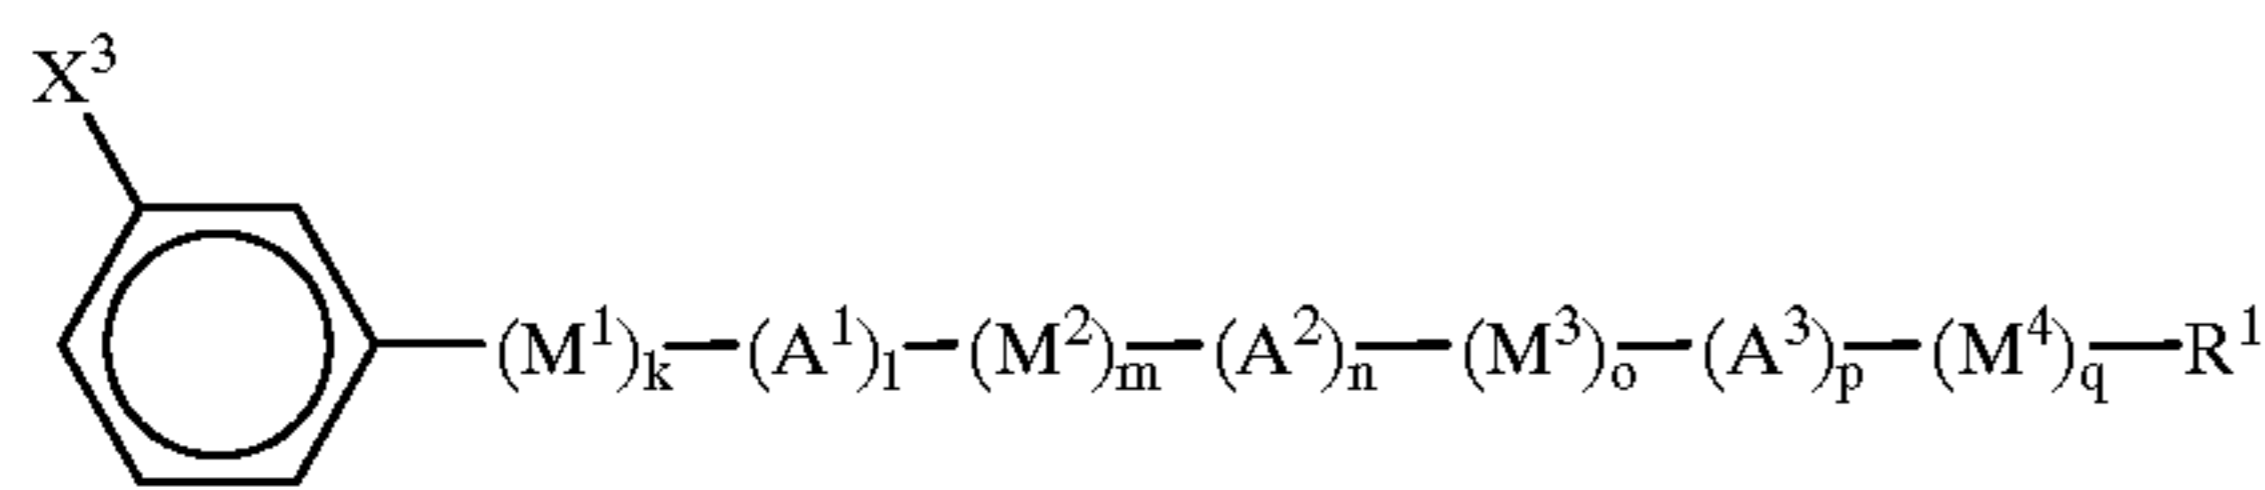 X³
(M¹)ₖ—(A¹)ₗ—(M²)ₘ—(A²)ₙ—(M³)ₒ—(A³)ₚ—(M⁴)q—R¹